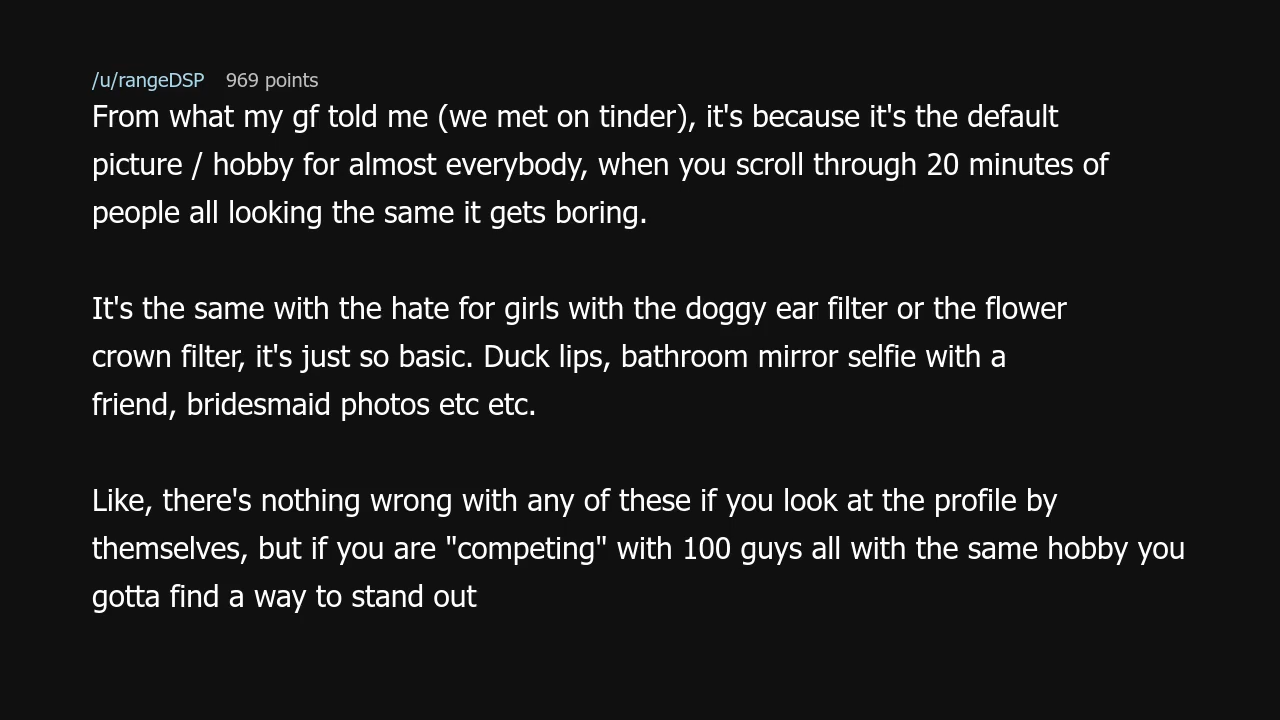 /u/rangeDSP 969 points
From what my gf told me (we met on tinder), it's because it's the default
picture / hobby for almost everybody, when you scroll through 20 minutes of
people all looking the same it gets boring.
It's the same with the hate for girls with the doggy ear filter or the flower
crown filter, it's just so basic. Duck lips, bathroom mirror selfie with a
friend, bridesmaid photos etc etc.
Like, there's nothing wrong with any of these if you look at the profile by
themselves, but if you are "competing" with 100 guys all with the same hobby you
gotta find a way to stand out